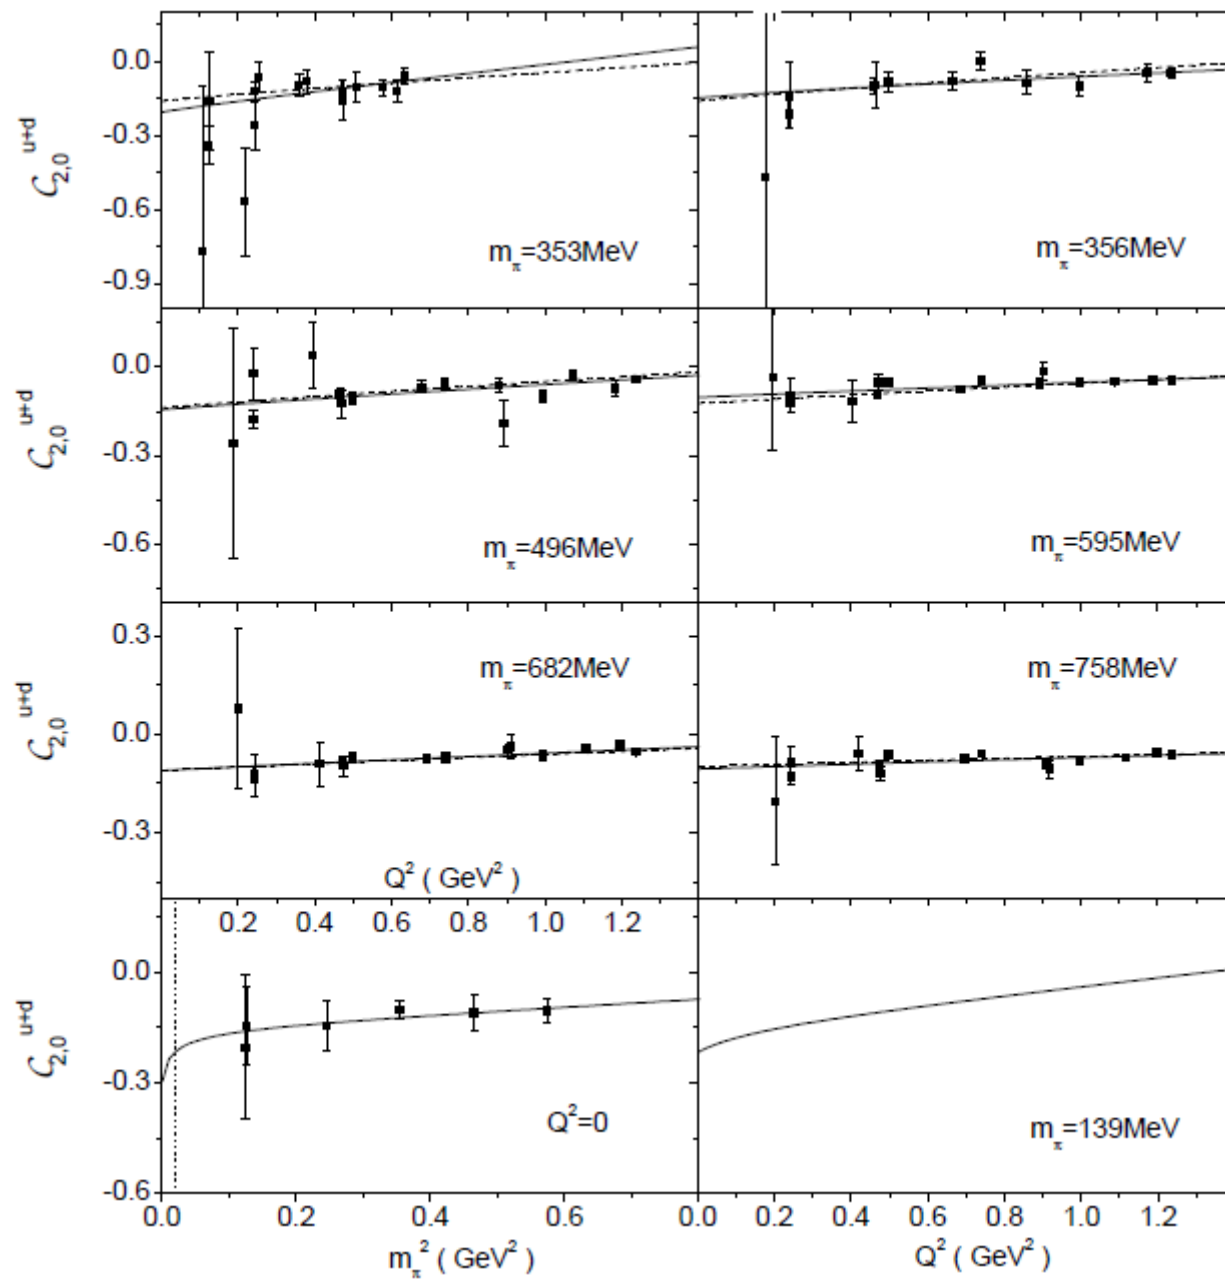 0.0
-0.3
-0.6
-0.9
C₂,₀ᵘ⁺ᵈ
mπ=353MeV
mπ=356MeV
0.0
-0.3
-0.6
C₂,₀ᵘ⁺ᵈ
mπ=496MeV
mπ=595MeV
0.3
0.0
-0.3
C₂,₀ᵘ⁺ᵈ
mπ=682MeV
mπ=758MeV
Q² ( GeV² )
0.2 0.4 0.6 0.8 1.0 1.2
0.0
-0.3
-0.6
C₂,₀ᵘ⁺ᵈ
Q²=0
mπ=139MeV
0.0 0.2 0.4 0.6 0.0 0.2 0.4 0.6 0.8 1.0 1.2
mπ² ( GeV² )
Q² ( GeV² )